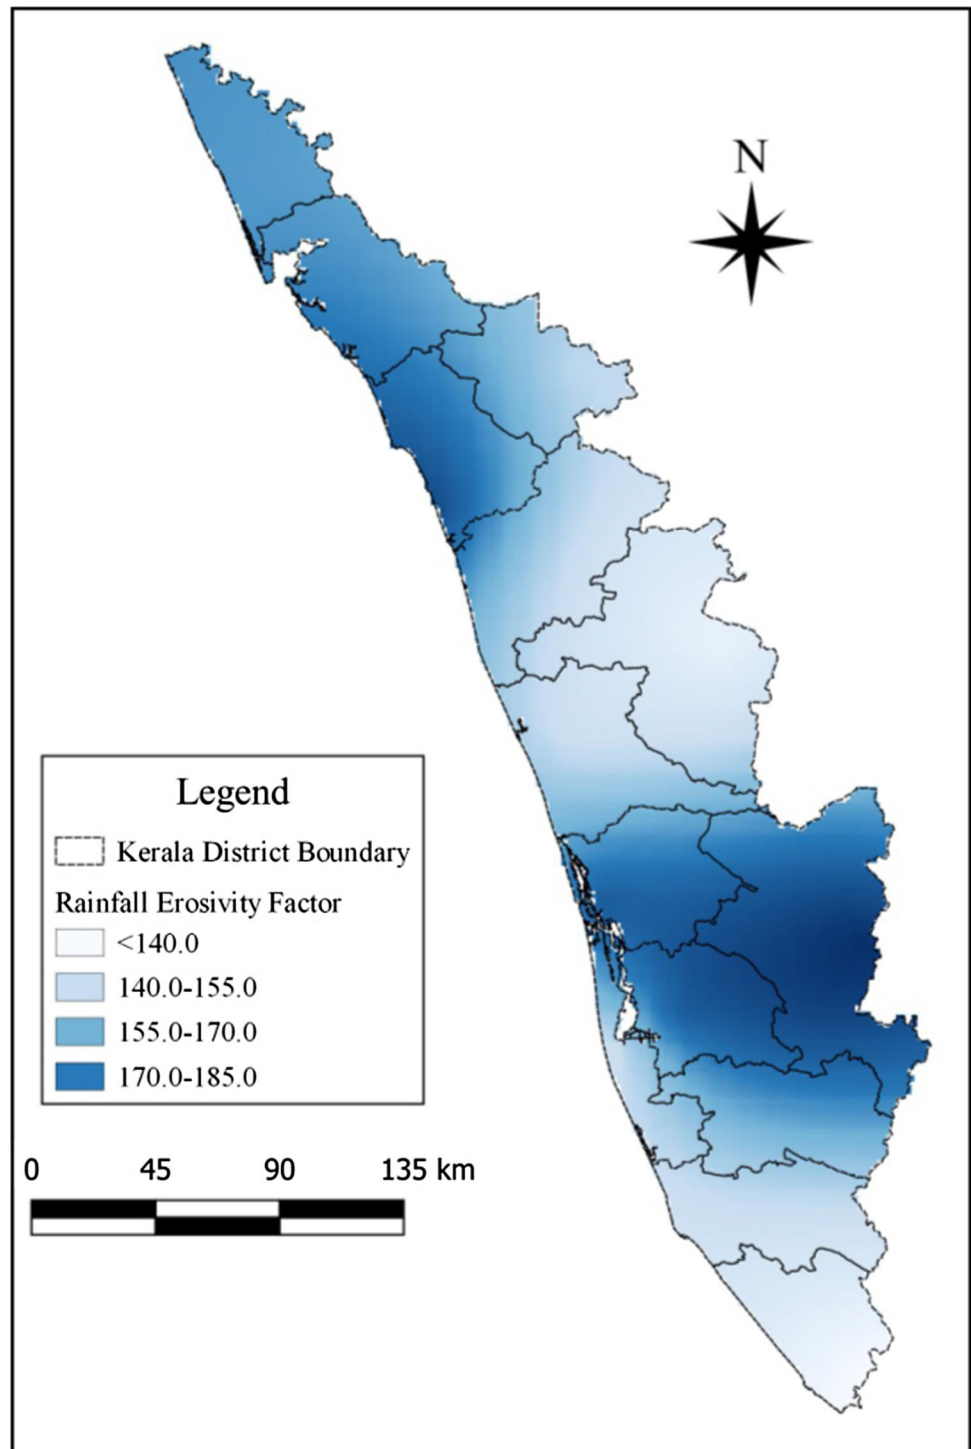 N
Legend
Kerala District Boundary
Rainfall Erosivity Factor
<140.0
140.0-155.0
155.0-170.0
170.0-185.0
0 45 90 135 km